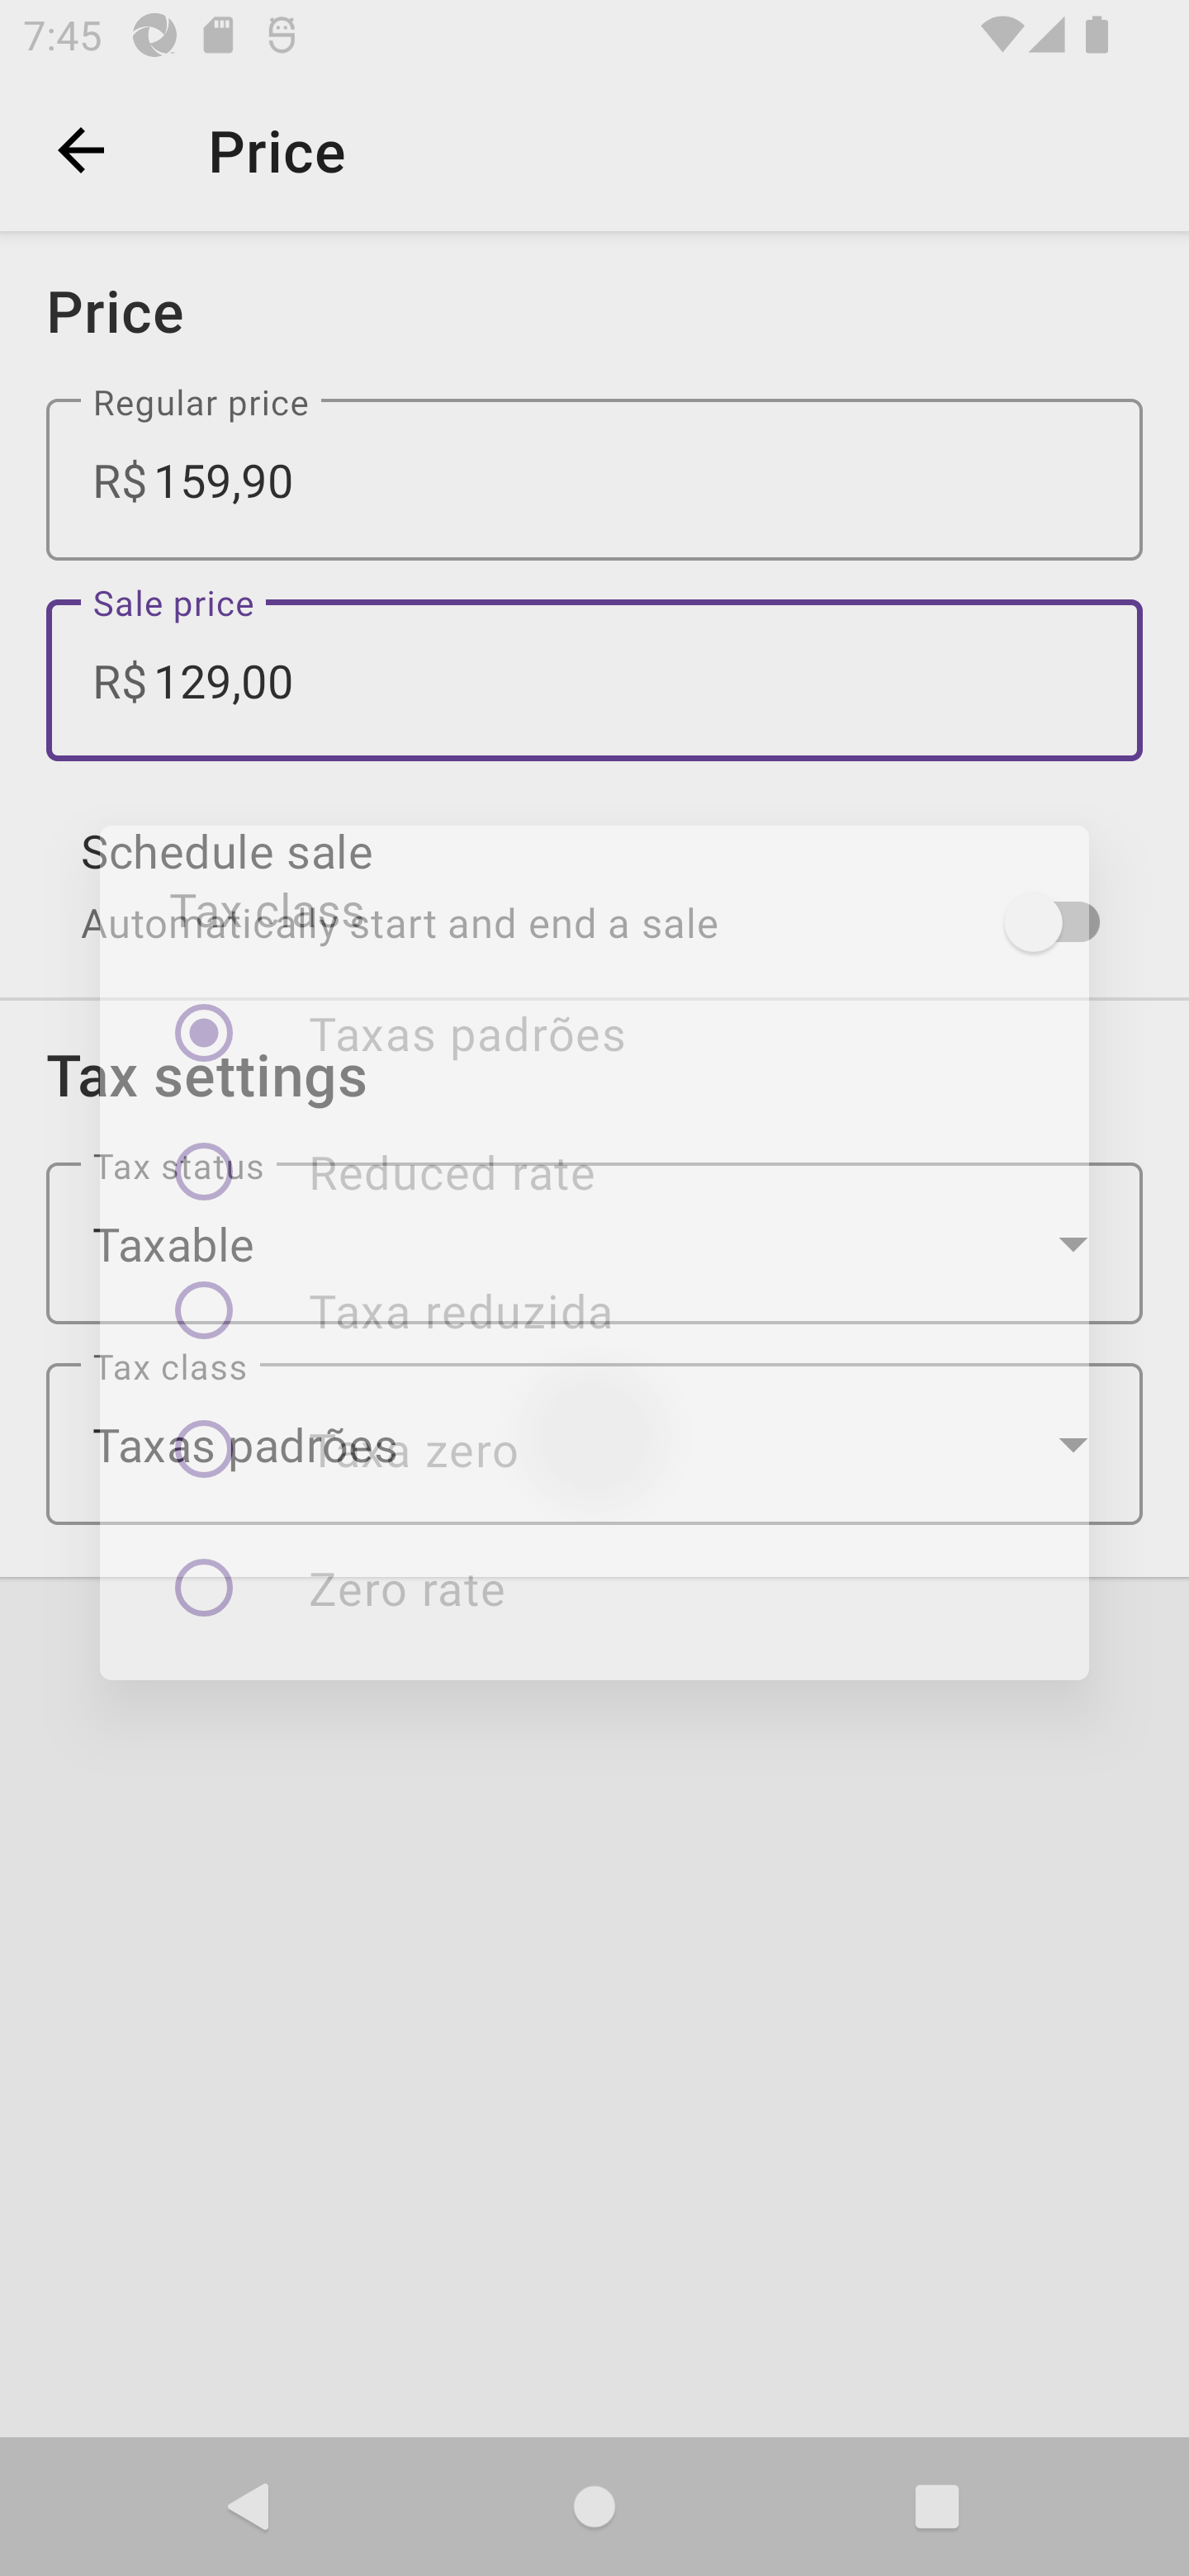 7:45
Price
Price
Regular price
R$ 159,90
Sale price
R$ 129,00
Schedule sale
Tax class
Automatically start and end a sale
Taxas padrões
Tax settings
Tax status
Reduced rate
Taxable
Taxa reduzida
Tax class
Taxas padrões
Taxa zero
Zero rate